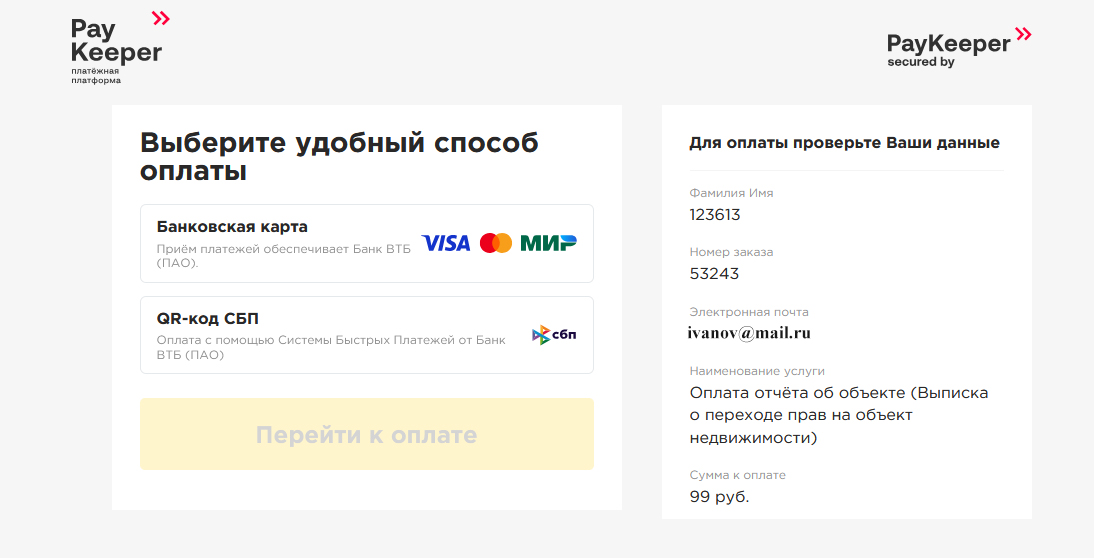 Pay
Keeper
платёжная
платформа
PayKeeper
secured by
Выберите удобный способ
оплаты
Банковская карта
Приём платежей обеспечивает Банк ВТБ
(ПАО).
VISA
МИР
QR-код СБП
Оплата с помощью Системы Быстрых Платежей от Банк
ВТБ (ПАО)
сбп
Перейти к оплате
Для оплаты проверьте Ваши данные
Фамилия Имя
123613
Номер заказа
53243
Электронная почта
ivanov@mail.ru
Наименование услуги
Оплата отчёта об объекте (Выписка
о переходе прав на объект
недвижимости)
Сумма к оплате
99 руб.